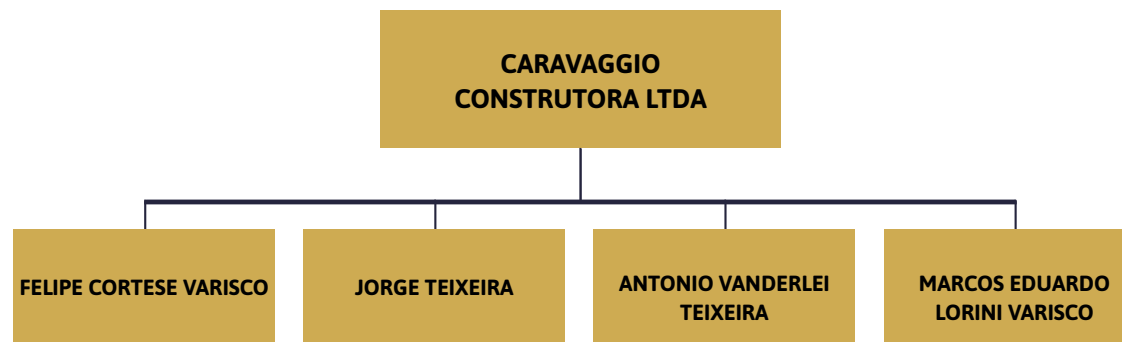 CARAVAGGIO
CONSTRUTORA LTDA
FELIPE CORTESE VARISCO
JORGE TEIXEIRA
ANTONIO VANDERLEI
TEIXEIRA
MARCOS EDUARDO
LORINI VARISCO